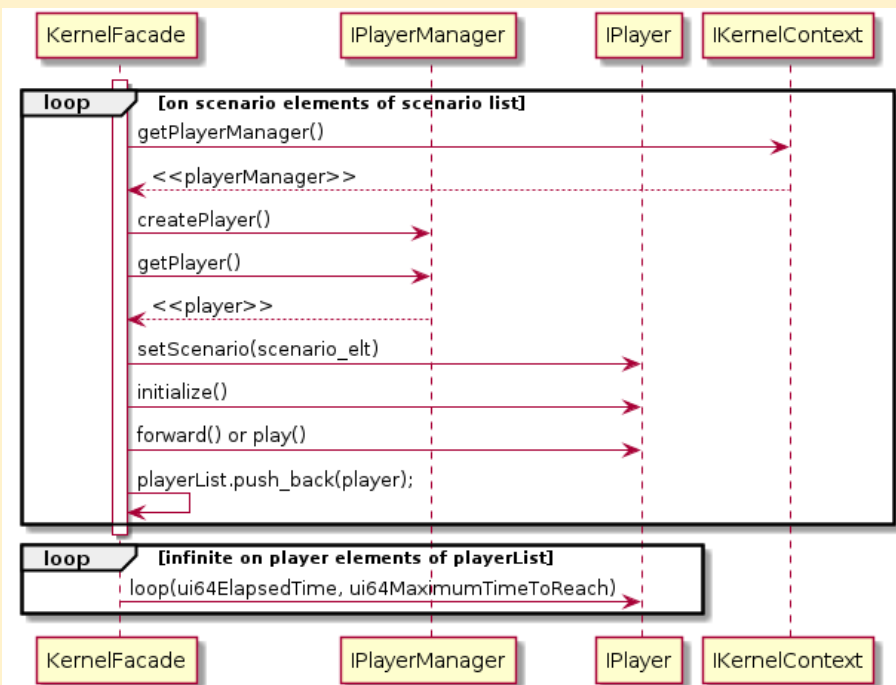 KernelFacade IPlayerManager IPlayer IKernelContext
loop [on scenario elements of scenario list]
getPlayerManager()
<<playerManager>>
createPlayer()
getPlayer()
<<player>>
setScenario(scenario_elt)
initialize()
forward() or play()
playerList.push_back(player);
loop [infinite on player elements of playerList]
loop(ui64ElapsedTime, ui64MaximumTimeToReach)
KernelFacade IPlayerManager IPlayer IKernelContext